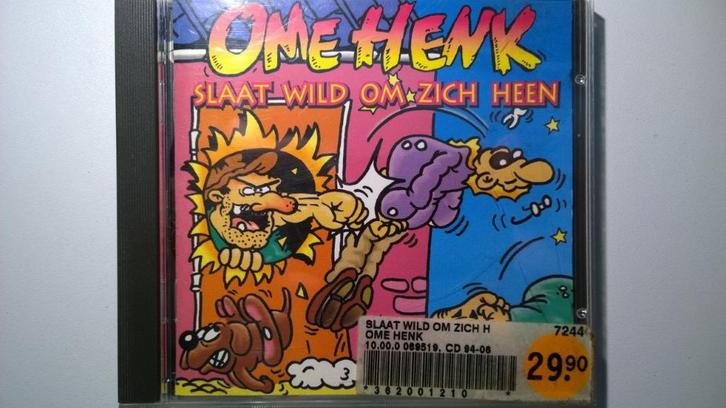 OME HENK
SLAAT WILD OM ZICH HEEN
SLAAT WILD OM ZICH H 7244
OME HENK
10.00.0 069519. CD 94-06
*362001210 *
29.90